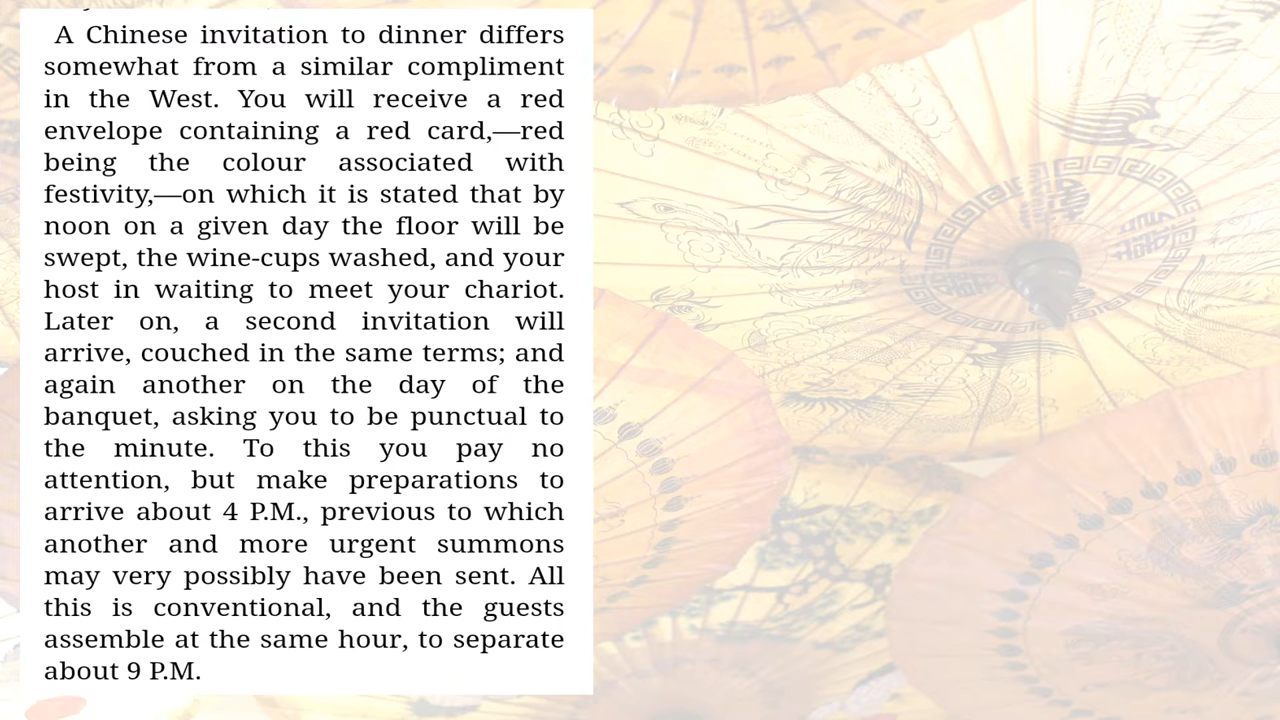 A Chinese invitation to dinner differs
somewhat from a similar compliment
in the West. You will receive a red
envelope containing a red card,—red
being the colour associated with
festivity,—on which it is stated that by
noon on a given day the floor will be
swept, the wine-cups washed, and your
host in waiting to meet your chariot.
Later on, a second invitation will
arrive, couched in the same terms; and
again another on the day of the
banquet, asking you to be punctual to
the minute. To this you pay no
attention, but make preparations to
arrive about 4 P.M., previous to which
another and more urgent summons
may very possibly have been sent. All
this is conventional, and the guests
assemble at the same hour, to separate
about 9 P.M.